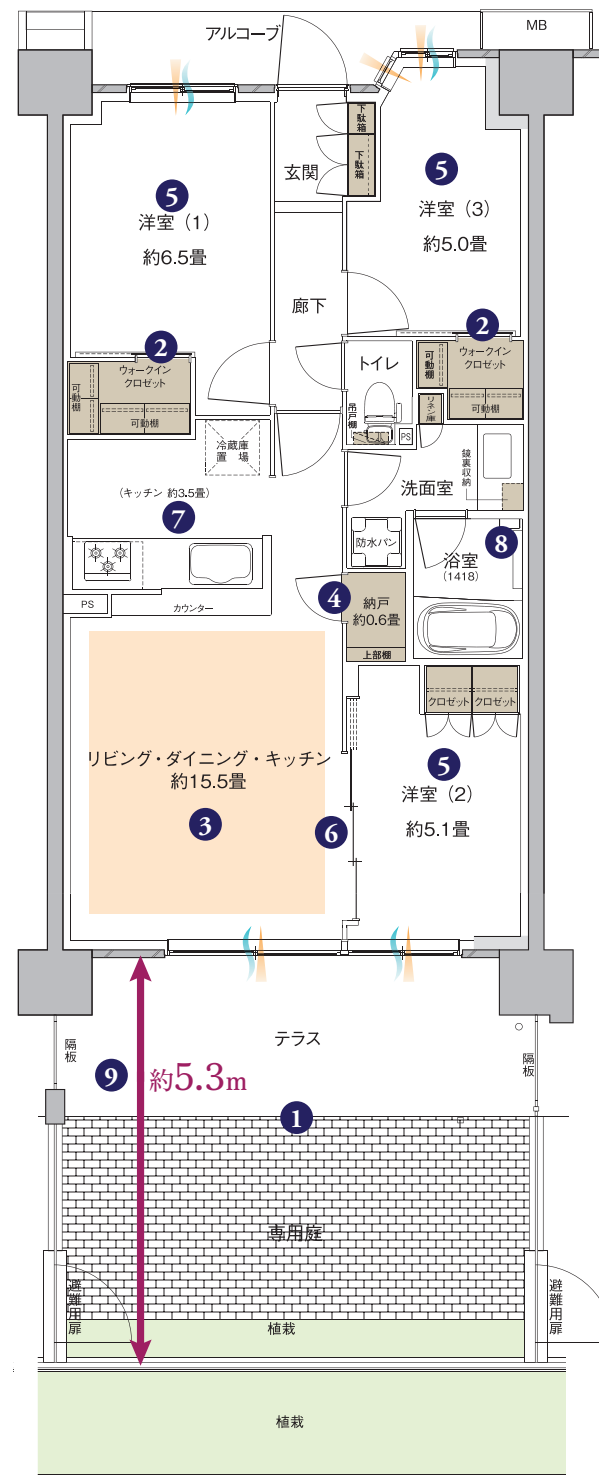 アルコーブ
MB
下駄箱
下駄箱
玄関
5
洋室（1）
約6.5畳
5
洋室（3）
約5.0畳
廊下
2
ウォークイン
クロゼット
可動棚
可動棚
トイレ
吊戸棚
PS
2
ウォークイン
クロゼット
可動棚
可動棚
リネン庫
冷蔵庫
置場
（キッチン 約3.5畳）
7
洗面室
鏡裏収納
防水パン
8
浴室
(1418)
PS
カウンター
4
納戸
約0.6畳
上部棚
クロゼット
クロゼット
リビング・ダイニング・キッチン
約15.5畳
3
5
洋室（2）
約5.1畳
6
テラス
隔板
隔板
9
約5.3m
1
専用庭
避難用扉
避難用扉
植栽
植栽